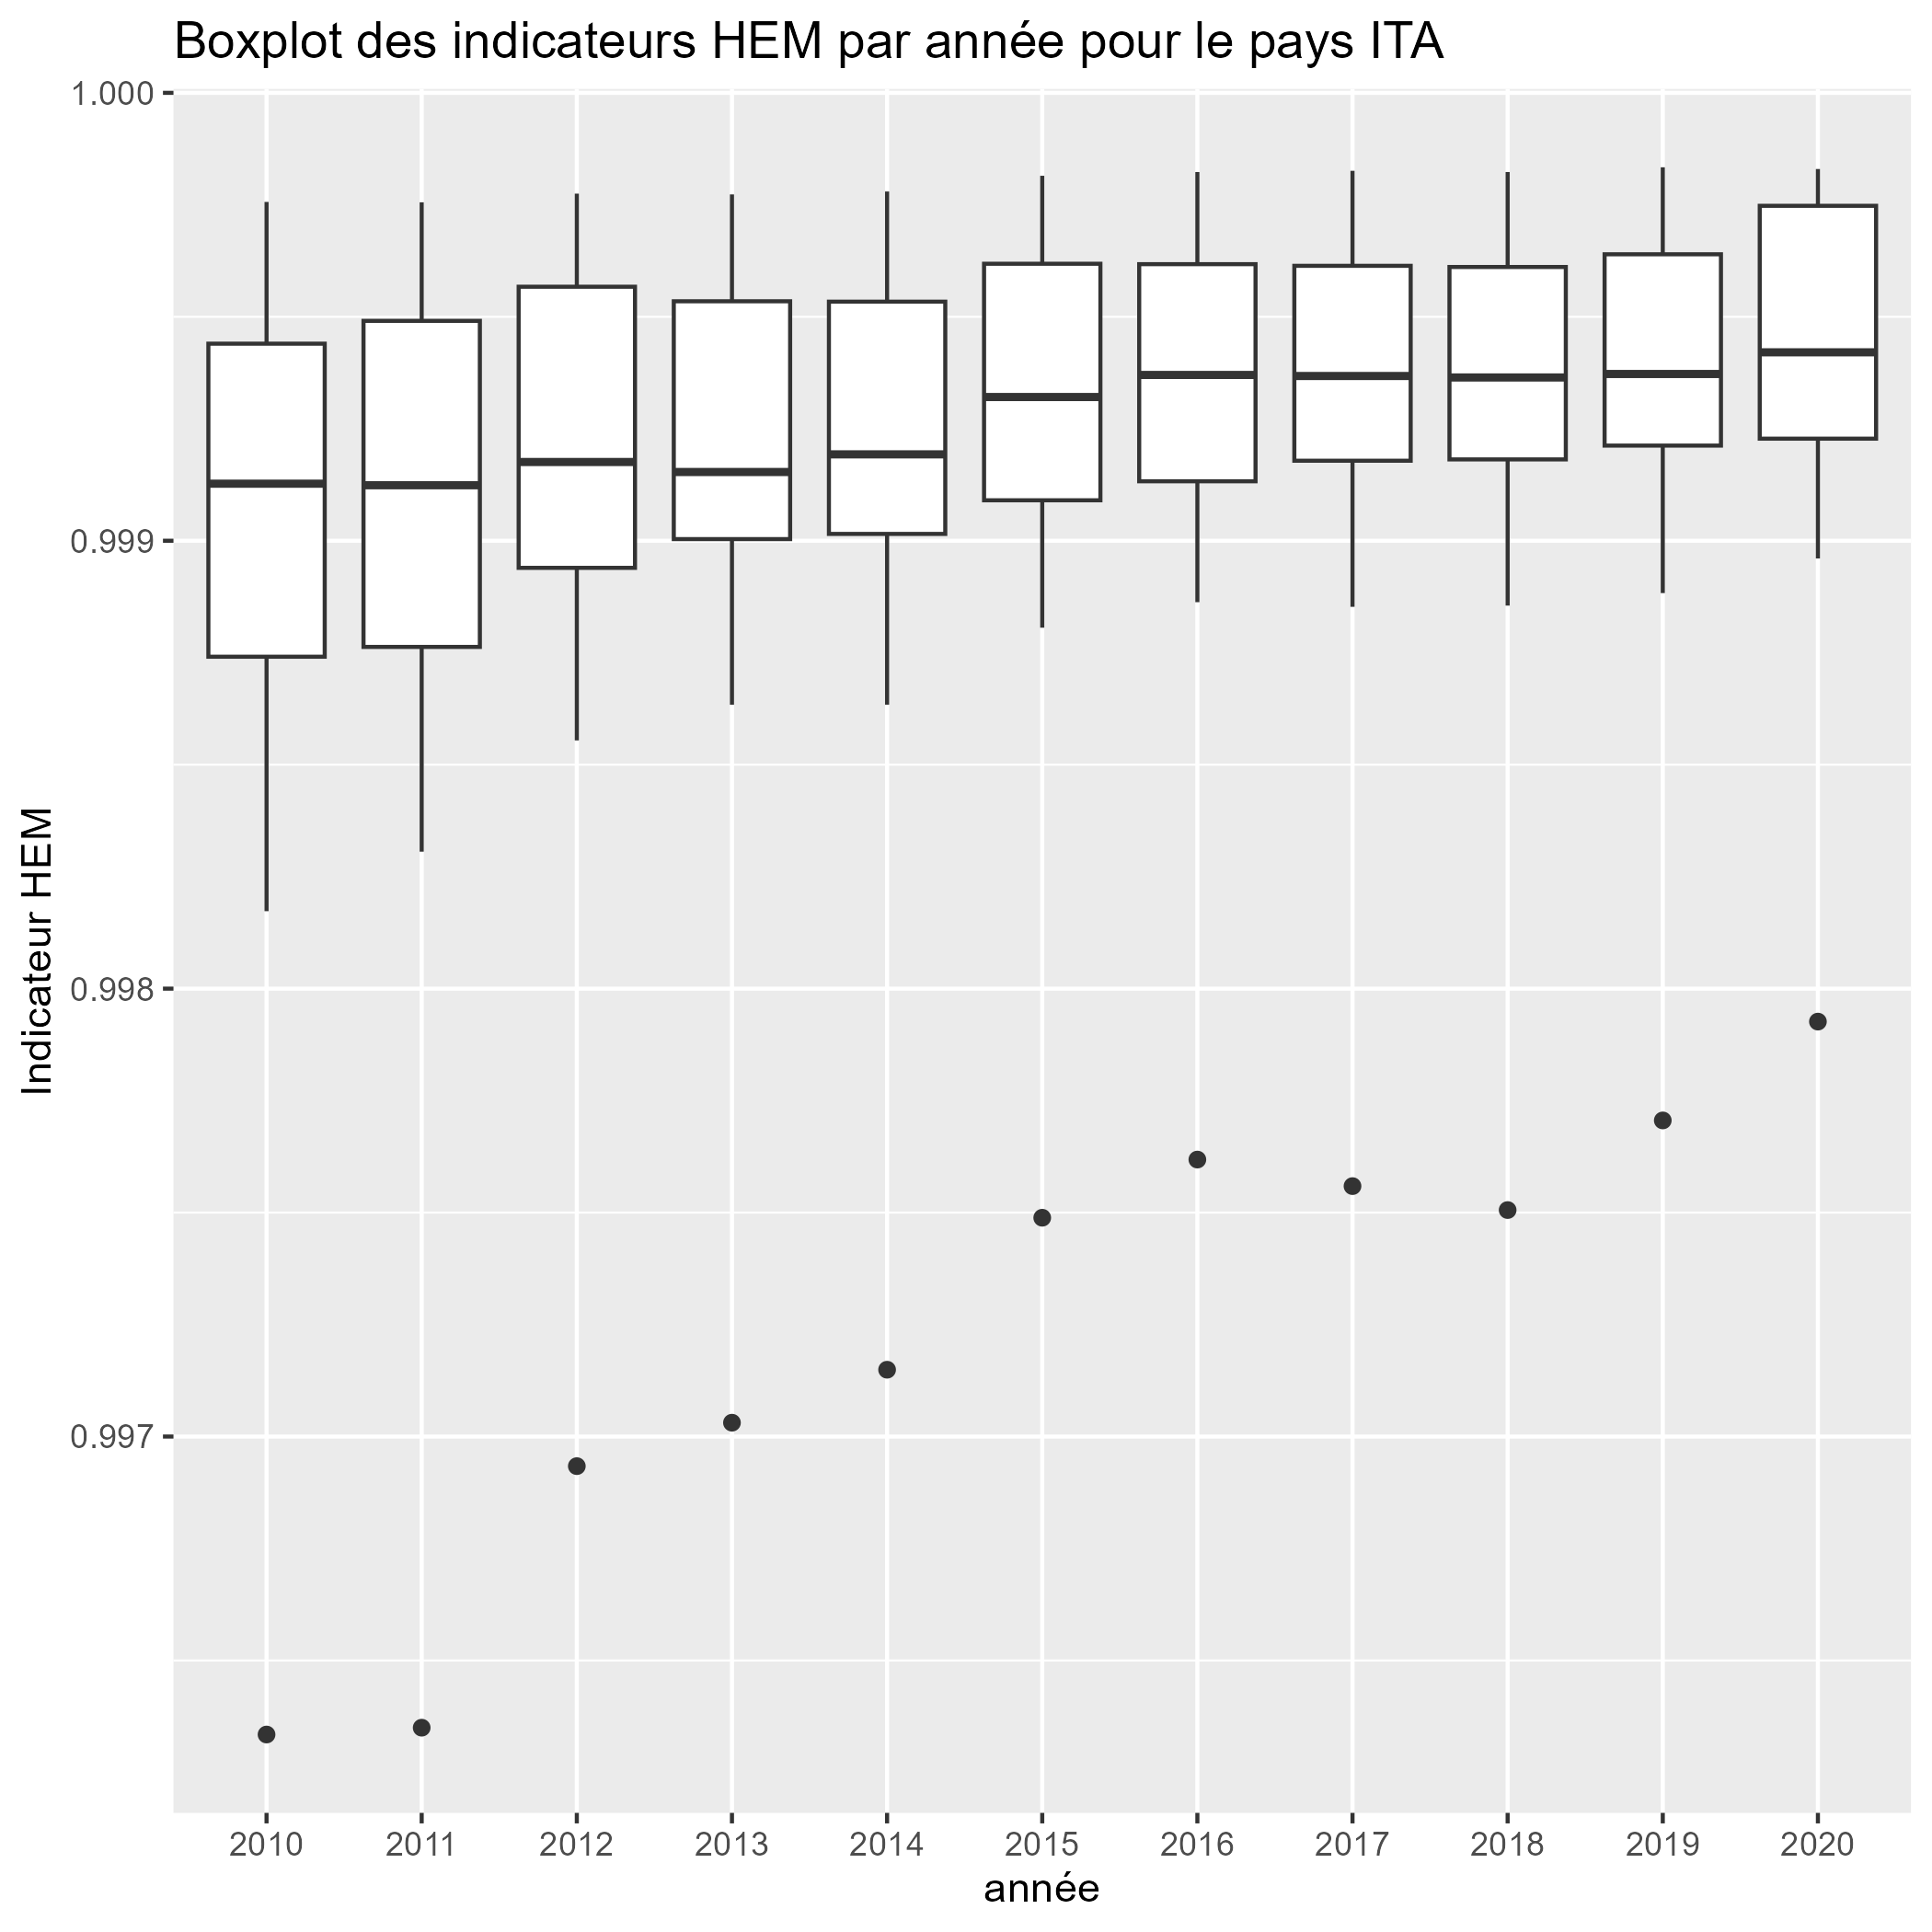 Boxplot des indicateurs HEM par année pour le pays ITA
1.000
0.999
0.998
0.997
Indicateur HEM
2010 2011 2012 2013 2014 2015 2016 2017 2018 2019 2020
année